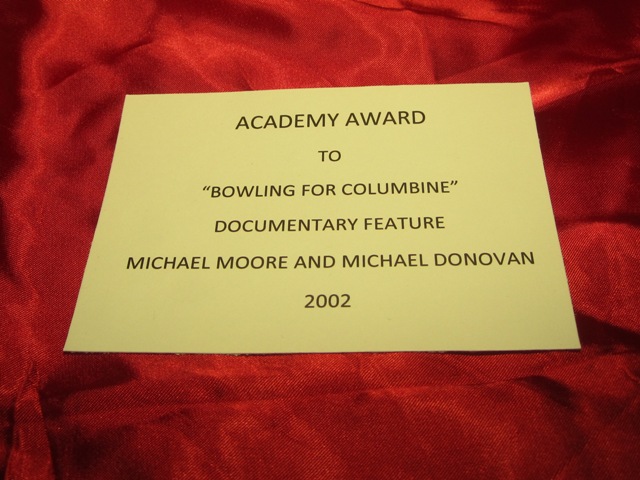 ACADEMY AWARD
TO
“BOWLING FOR COLUMBINE”
DOCUMENTARY FEATURE
MICHAEL MOORE AND MICHAEL DONOVAN
2002